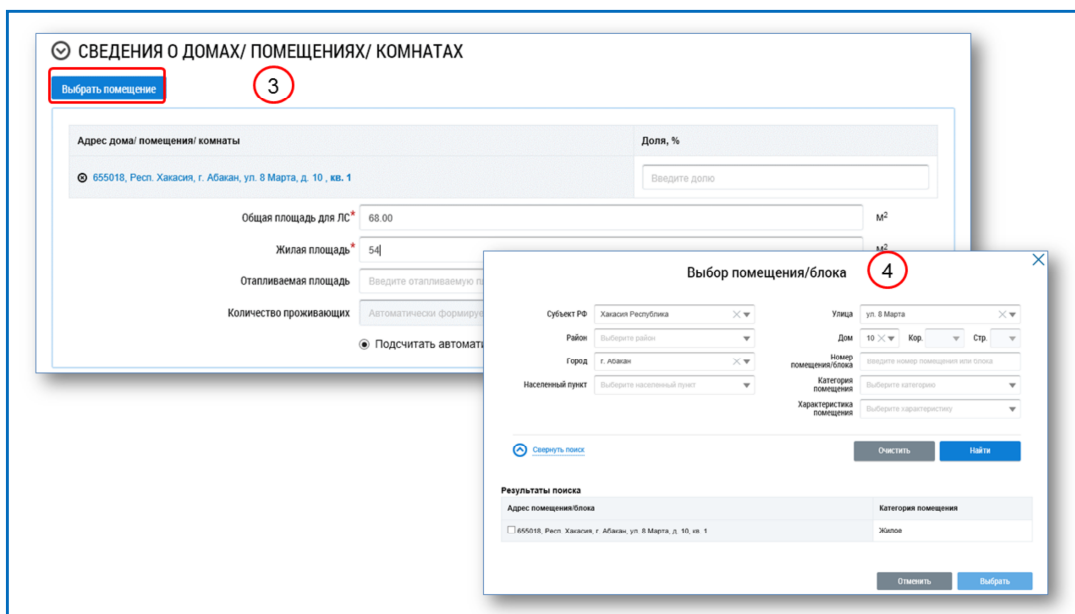 СВЕДЕНИЯ О ДОМАХ/ ПОМЕЩЕНИЯХ/ КОМНАТАХ
Выбрать помещение
3
Адрес дома/ помещения/ комнаты
Доля, %
655018, Респ. Хакасия, г. Абакан, ул. 8 Марта, д. 10 , кв. 1
Введите долю
Общая площадь для ЛС* 68.00 м2
Жилая площадь* 54 м2
Отапливаемая площадь Введите отапливаемую
Количество проживающих Автоматически формируе
Подсчитать автомати
Выбор помещения/блока
4
Субъект РФ Хакасия Республика
Район Выберите район
Город г. Абакан
Населенный пункт Выберите населенный пункт
Улица ул. 8 Марта
Дом 10 Кор. Стр.
Номер
помещения/блока
Введите номер помещения или блока
Категория
помещения
Выберите категорию
Характеристика
помещения
Выберите характеристику
Свернуть поиск
Очистить
Найти
Результаты поиска
Адрес помещения/блока
Категория помещения
655018, Респ. Хакасия, г. Абакан, ул. 8 Марта, д. 10, кв. 1
Жилое
Отменить
Выбрать